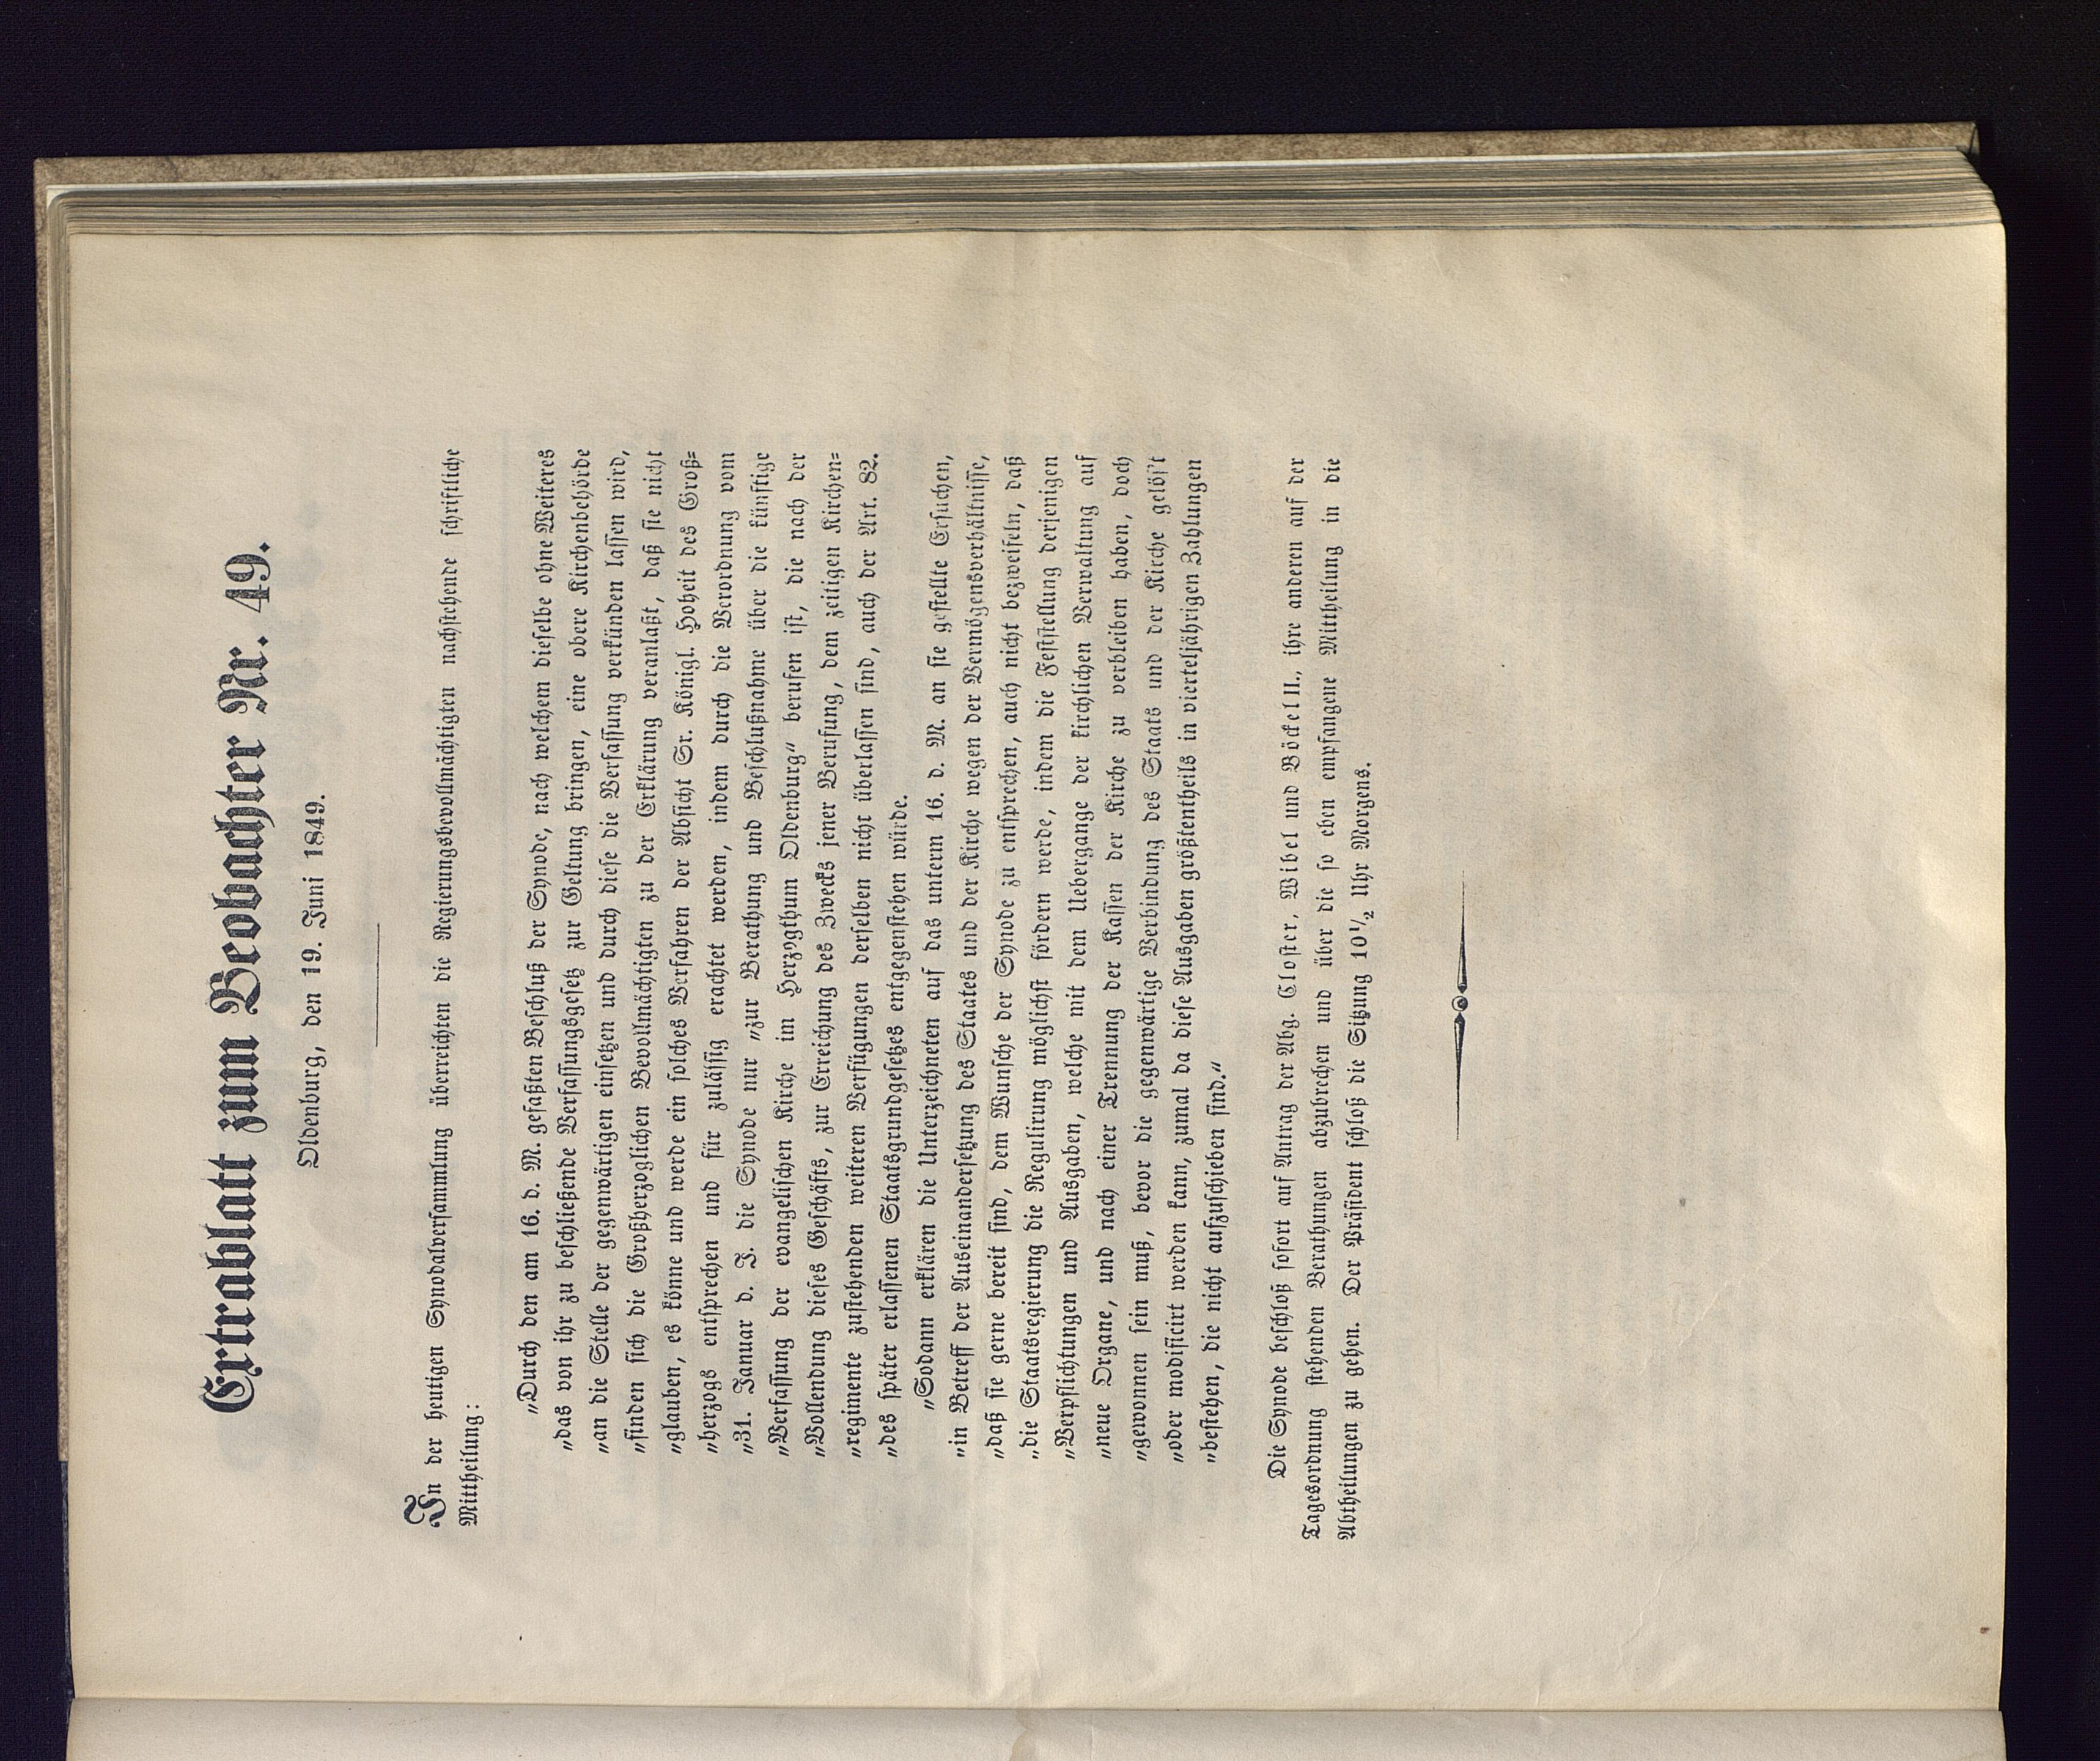 Extrablatt zum Beobachter Nr. 49.
Oldenburg, den 19. Juni 1849.
In der heutigen Synodalversammlung überreichten die Regierungsbevollmächtigten nachstehende schriftliche
Mittheilung:
„Durch den am 16. d. M. gefaßten Beschluß der Synode, nach welchem dieselbe ohne Weiteres
„das von ihr zu beschließende Verfassungsgesetz zur Geltung bringen, eine obere Kirchenbehörde
„an die Stelle der gegenwärtigen einsetzen und durch diese die Verfassung verkünden lassen wird,
„finden sich die Großherzoglichen Bevollmächtigten zu der Erklärung veranlaßt, daß sie nicht
„glauben, es könne und werde ein solches Verfahren der Absicht Sr. Königl. Hoheit des Groß-
„herzogs entsprechen und für zulässig erachtet werden, indem durch die Verordnung vom
„31. Januar d. J. die Synode nur „zur Berathung und Beschlußnahme über die künftige
„Verfassung der evangelischen Kirche im Herzogthum Oldenburg“ berufen ist, die nach der
„Vollendung dieses Geschäfts, zur Erreichung des Zwecks jener Berufung, dem zeitigen Kirchen-
„regimente zustehenden weiteren Verfügungen derselben nicht überlassen sind, auch der Art. 82.
„des später erlassenen Staatsgrundgesetzes entgegenstehen würde.
„Sodann erklären die Unterzeichneten auf das unterm 16. d. M. an sie gestellte Ersuchen,
„in Betreff der Auseinandersetzung des Staates und der Kirche wegen der Vermögensverhältnisse,
„daß sie gerne bereit sind, dem Wunsche der Synode zu entsprechen, auch nicht bezweifeln, daß
„die Staatsregierung die Regulirung möglichst fördern werde, indem die Feststellung derjenigen
„Verpflichtungen und Ausgaben, welche mit dem Uebergange der kirchlichen Verwaltung auf
„neue Organe, und nach einer Trennung der Kassen der Kirche zu verbleiben haben, doch
„gewonnen sein muß, bevor die gegenwärtige Verbindung des Staats und der Kirche gelös't
„oder modificirt werden kann, zumal da diese Ausgaben größtentheils in vierteljährigen Zahlungen
„bestehen, die nicht aufzuschieben sind.“
Die Synode beschloß sofort auf Antrag der Abg. Closter, Wibel und Böckel II., ihre anderen auf der
Tagesordnung stehenden Berathungen abzubrechen und über die so eben empfangene Mittheilung in die
Abtheilungen zu gehen. Der Präsident schloß die Sitzung 10½ Uhr Morgens.